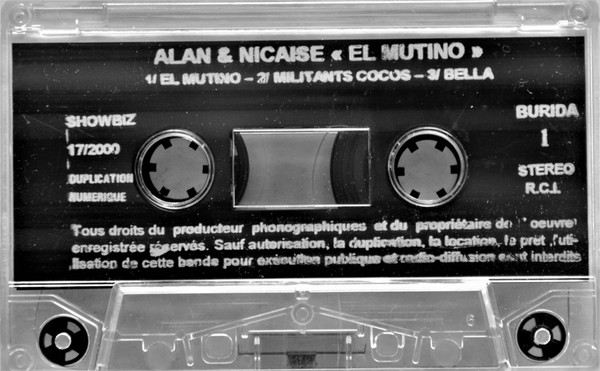 ALAN & NICAISE « EL MUTINO »
1/ EL MUTINO – 2/ MILITANTS COCOS – 3/ BELLA
SHOWBIZ
17/2000
DUPLICATION
NUMERIQUE
BURIDA
1
STEREO
R.C.I.
Tous droits du producteur phonographiques et du propriétaire de l'oeuvre
enregistrée réservés. Sauf autorisation, la duplication, la location, le prêt l'uti-
lisation de cette bande pour exécution publique et radio-diffusion sont interdits